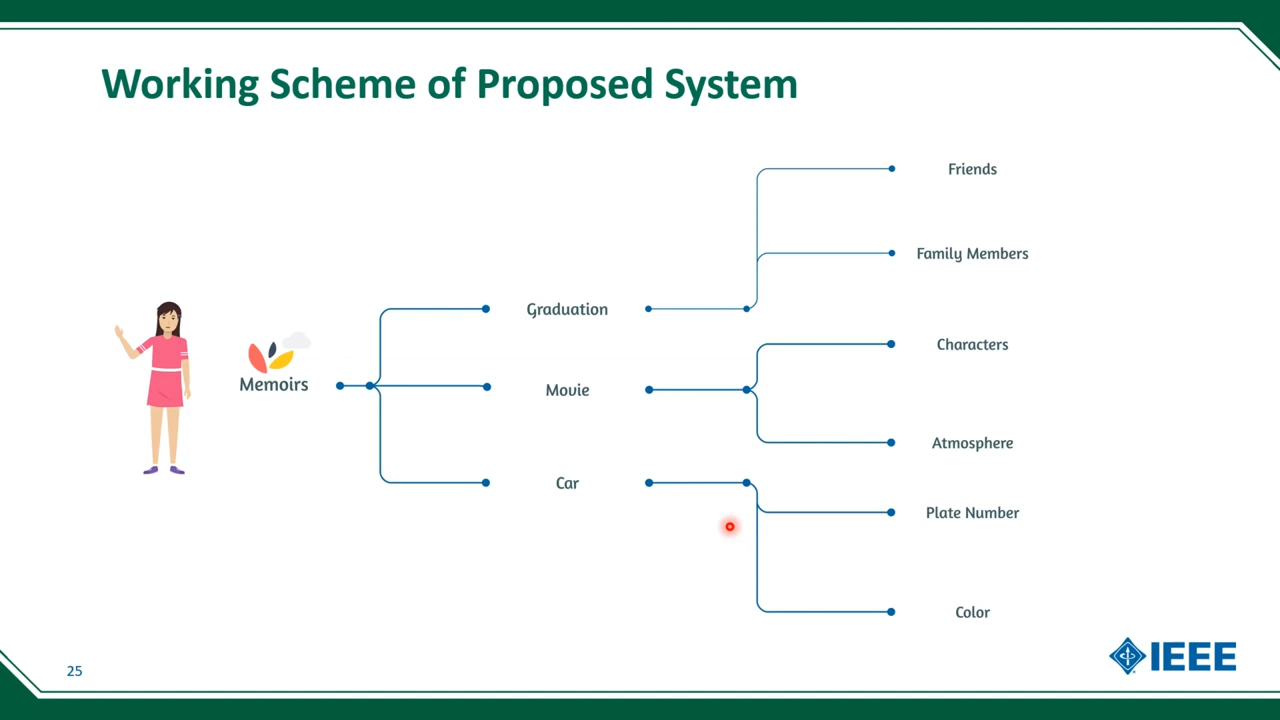 Working Scheme of Proposed System
Friends
Family Members
Graduation
Characters
Memoirs
Movie
Atmosphere
Car
Plate Number
Color
IEEE
25